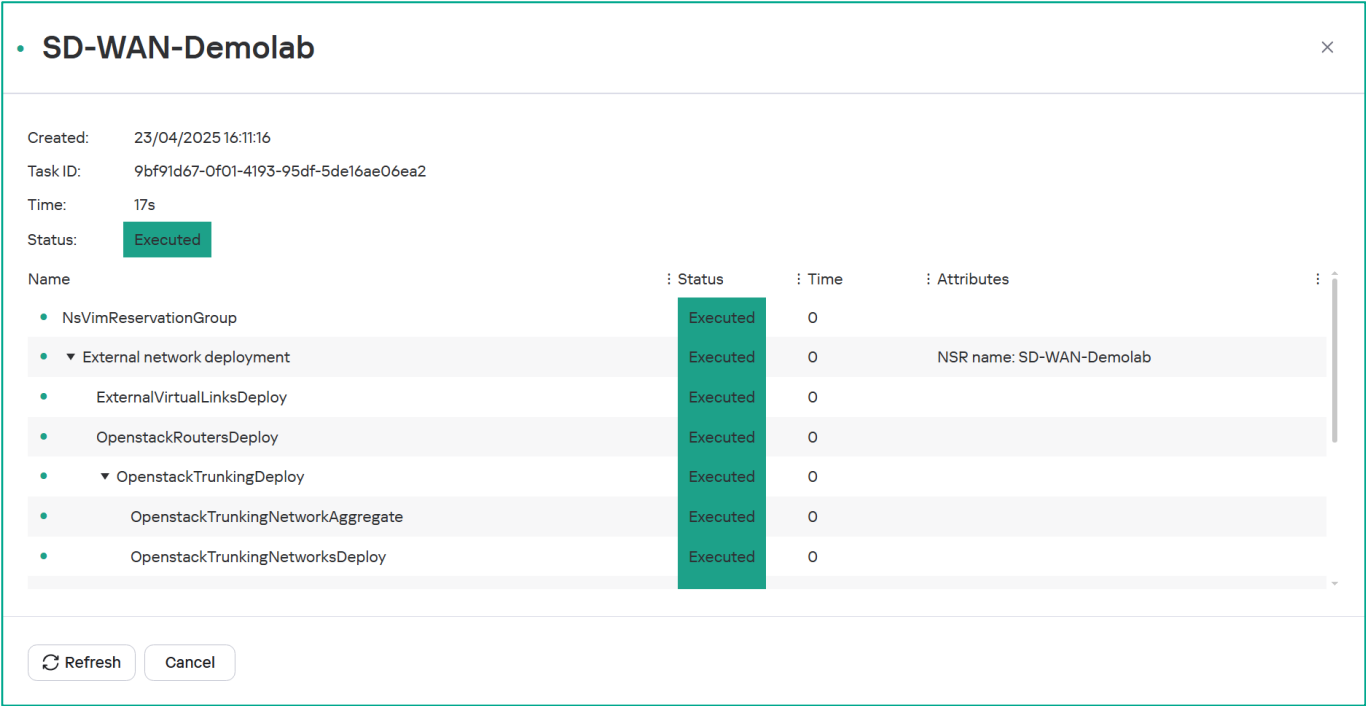 SD-WAN-Demolab
Created: 23/04/2025 16:11:16
Task ID: 9bf91d67-0f01-4193-95df-5de16ae06ea2
Time: 17s
Status: Executed
Name Status Time Attributes
NsVimReservationGroup Executed 0
External network deployment Executed 0 NSR name: SD-WAN-Demolab
ExternalVirtualLinksDeploy Executed 0
OpenstackRoutersDeploy Executed 0
OpenstackTrunkingDeploy Executed 0
OpenstackTrunkingNetworkAggregate Executed 0
OpenstackTrunkingNetworksDeploy Executed 0
Refresh Cancel